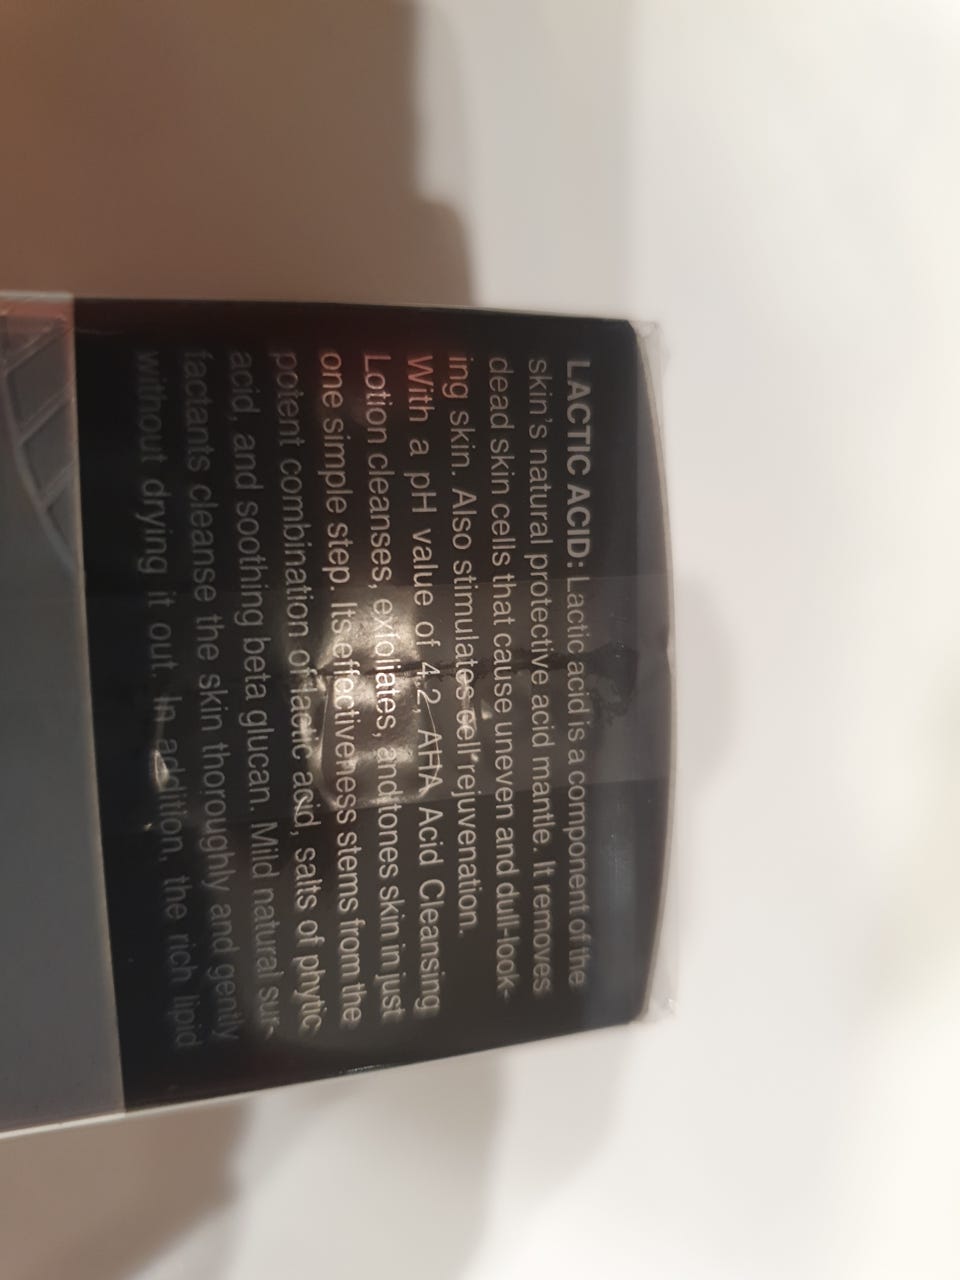 LACTIC ACID: Lactic acid is a component of the
skin's natural protective acid mantle. It removes
dead skin cells that cause uneven and dull-look-
ing skin. Also stimulates cell rejuvenation.
With a pH value of 4.2, AHA Acid Cleansing
Lotion cleanses, exfoliates, and tones skin in just
one simple step. Its effectiveness stems from the
potent combination of lactic acid, salts of phytic
acid, and soothing beta glucan. Mild natural sur-
factants cleanse the skin thoroughly and gently
without drying it out. In addition, the rich lipid